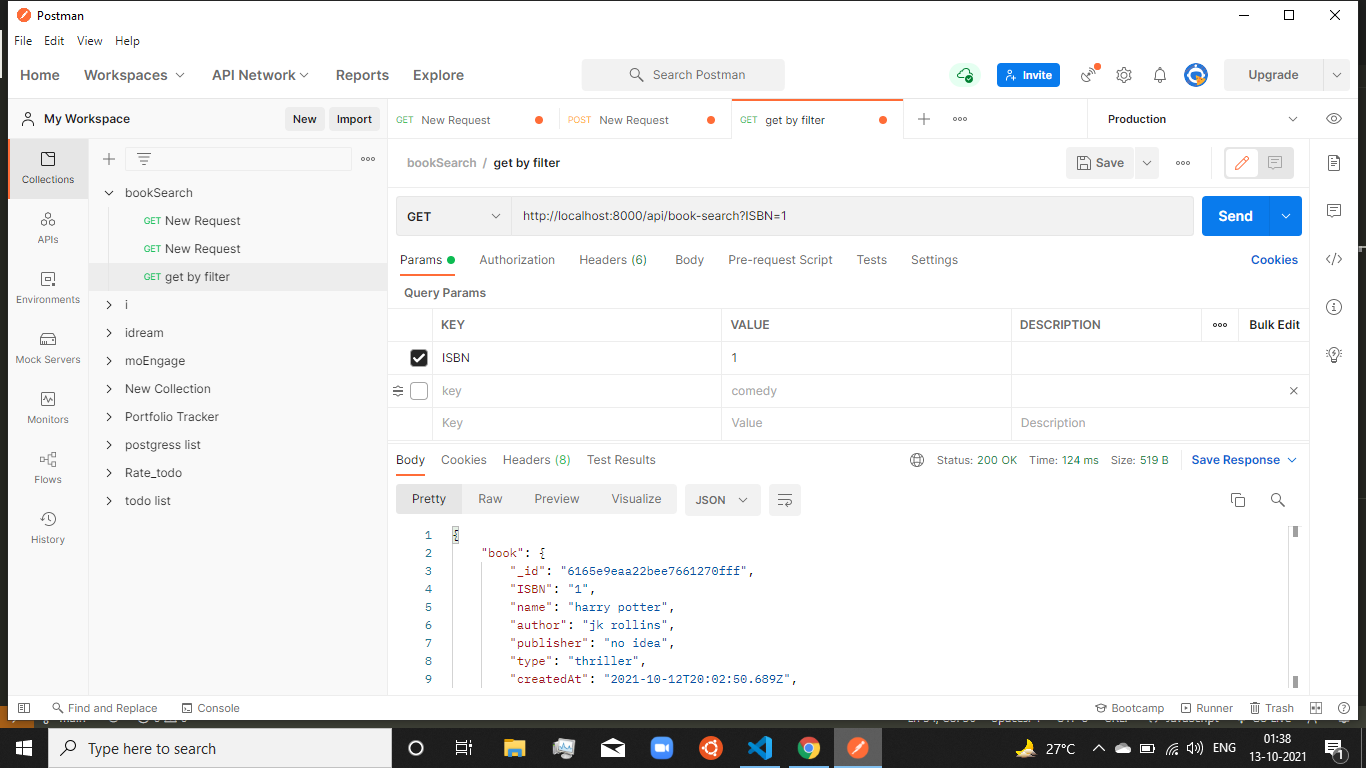 Postman
File Edit View Help
Home Workspaces API Network Reports Explore Search Postman Invite Upgrade
My Workspace New Import GET New Request POST New Request GET get by filter Production
Collections
APIs
Environments
Mock Servers
Monitors
Flows
History
bookSearch
GET New Request
GET New Request
GET get by filter
i
idream
moEngage
New Collection
Portfolio Tracker
postgress list
Rate_todo
todo list
bookSearch / get by filter Save
GET http://localhost:8000/api/book-search?ISBN=1 Send
Params Authorization Headers (6) Body Pre-request Script Tests Settings Cookies
Query Params
KEY VALUE DESCRIPTION Bulk Edit
ISBN 1
key comedy
Key Value Description
Body Cookies Headers (8) Test Results Status: 200 OK Time: 124 ms Size: 519 B Save Response
Pretty Raw Preview Visualize JSON
1 {
2 "book": {
3 "_id": "6165e9eaa22bee7661270fff",
4 "ISBN": "1",
5 "name": "harry potter",
6 "author": "jk rollins",
7 "publisher": "no idea",
8 "type": "thriller",
9 "createdAt": "2021-10-12T20:02:50.689Z",
Find and Replace Console Bootcamp Runner Trash
Type here to search 27°C ENG 01:38
13-10-2021
1